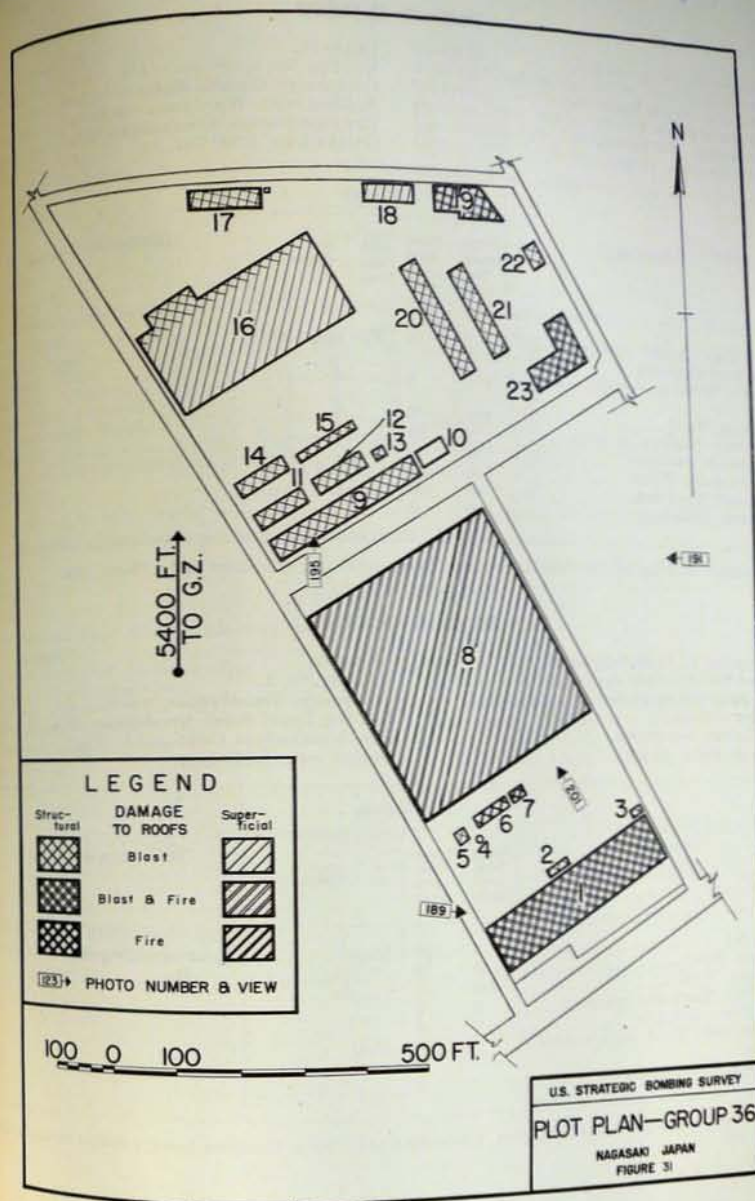 N
17
18
19
22
16
20
21
23
15
12
13
10
14
11
9
195
191
5400 FT.
TO G.Z.
8
201
7
6
3
5
4
2
1
189
LEGEND
Struc-
tural
DAMAGE
TO ROOFS
Super-
ficial
Blast
Blast & Fire
Fire
123 PHOTO NUMBER & VIEW
100 0 100 500 FT.
U.S. STRATEGIC BOMBING SURVEY
PLOT PLAN—GROUP 36
NAGASAKI JAPAN
FIGURE 31